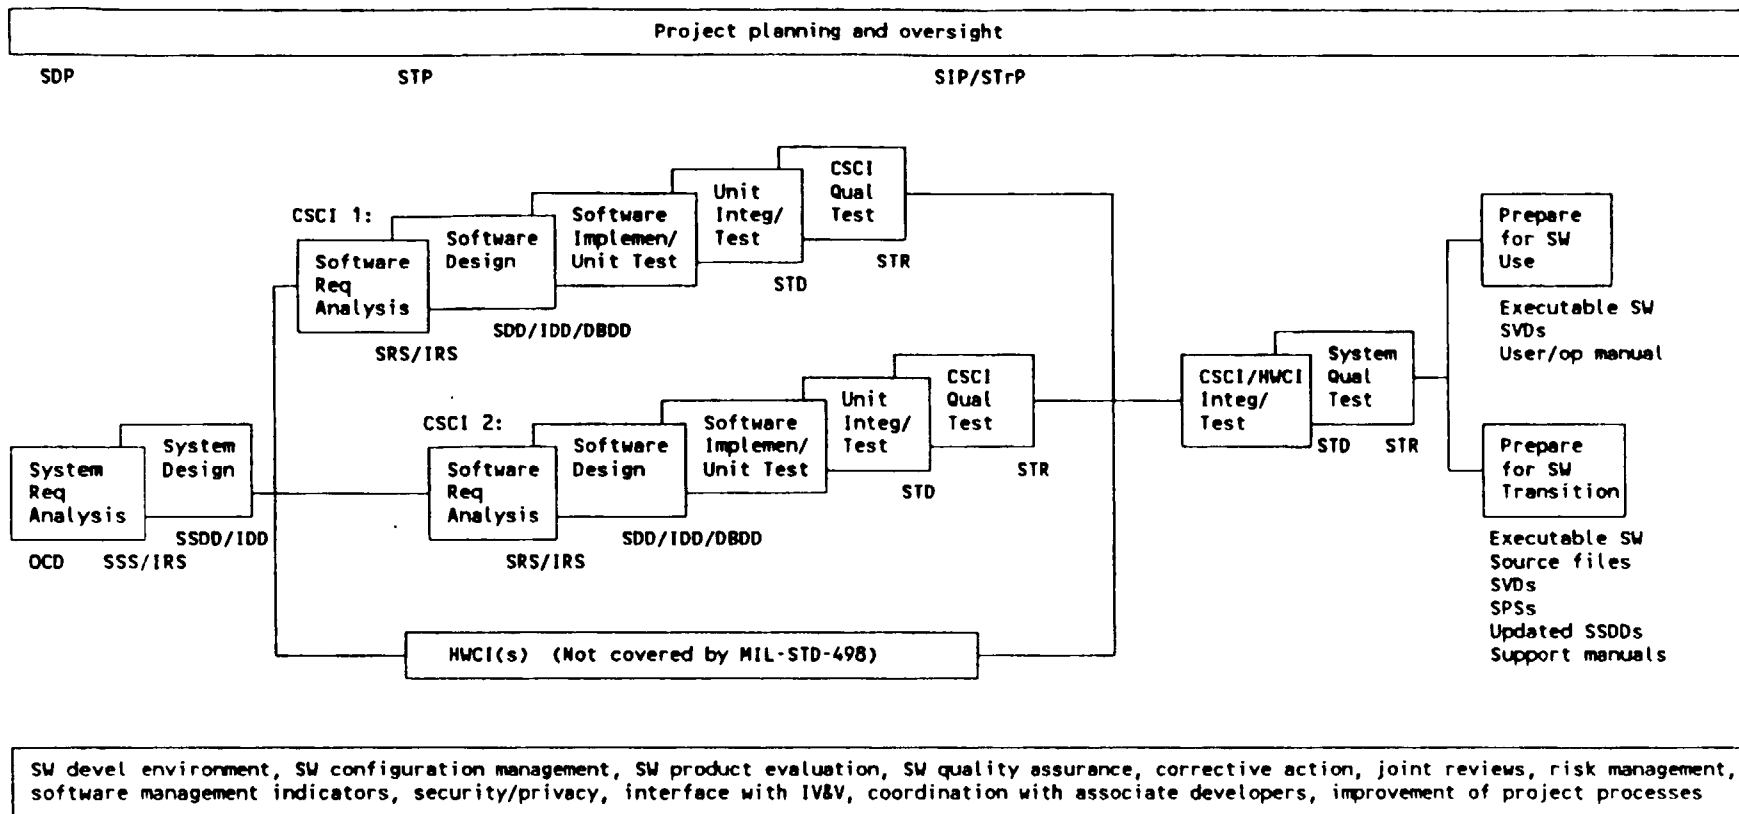 Project planning and oversight
SDP STP SIP/STrP
CSCI 1:
Software
Req
Analysis
SRS/IRS
Software
Design
SDD/IDD/DBDD
Software
Implemen/
Unit Test
Unit
Integ/
Test
STD
CSCI
Qual
Test
STR
System
Req
Analysis
OCD SSS/IRS
System
Design
SSDD/IDD
CSCI 2:
Software
Req
Analysis
SRS/IRS
Software
Design
SDD/IDD/DBDD
Software
Implemen/
Unit Test
Unit
Integ/
Test
STD
CSCI
Qual
Test
STR
HWCI(s) (Not covered by MIL-STD-498)
CSCI/HWCI
Integ/
Test
STD
System
Qual
Test
STR
Prepare
for SW
Use
Executable SW
SVDs
User/op manual
Prepare
for SW
Transition
Executable SW
Source files
SVDs
SPSs
Updated SSDDs
Support manuals
SW devel environment, SW configuration management, SW product evaluation, SW quality assurance, corrective action, joint reviews, risk management,
software management indicators, security/privacy, interface with IV&V, coordination with associate developers, improvement of project processes